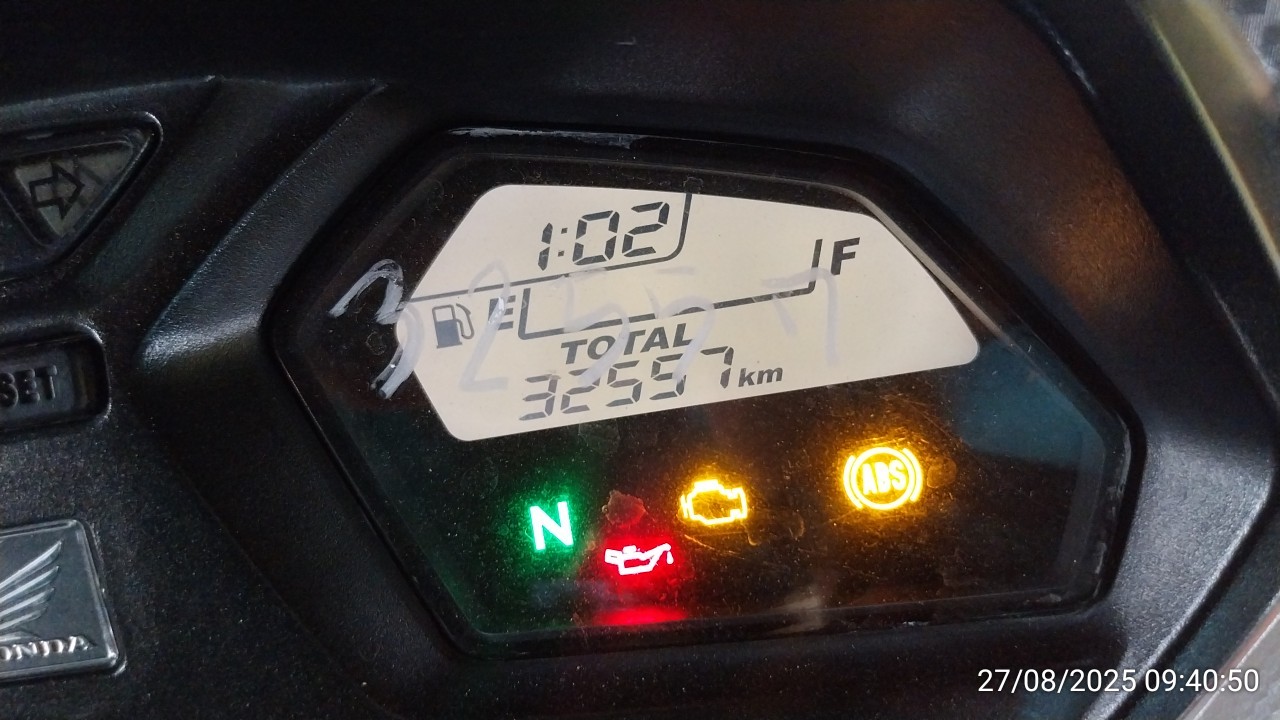 1:02
F
E
TOTAL
32597 km
SET
N
ABS
HONDA
27/08/2025 09:40:50